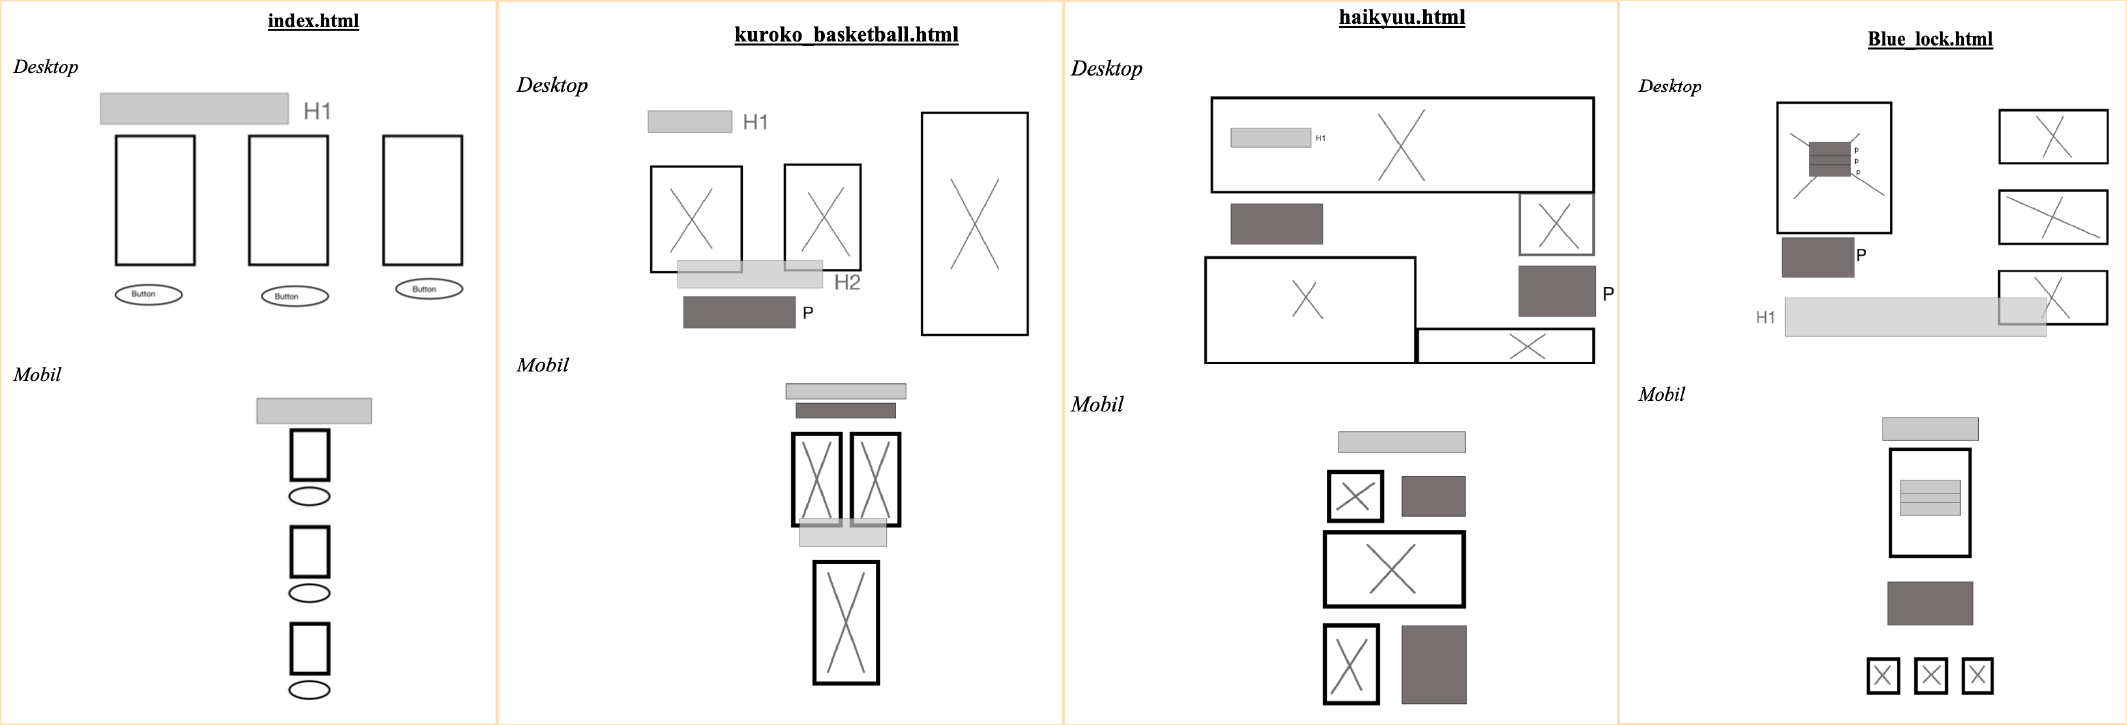 index.html
Desktop
H1
Button
Button
Button
Mobil
kuroko_basketball.html
Desktop
H1
H2
P
Mobil
haikyuu.html
Desktop
H1
P
Mobil
Blue_lock.html
Desktop
p
p
p
P
H1
Mobil